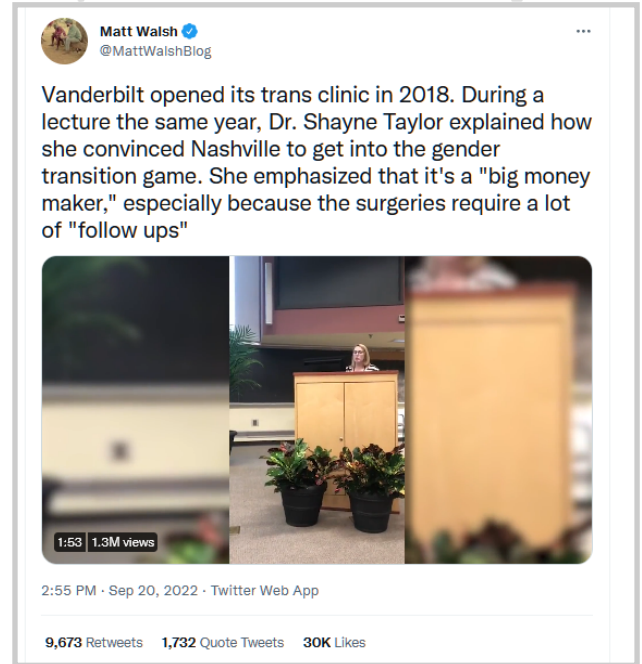 Matt Walsh
@MattWalshBlog
Vanderbilt opened its trans clinic in 2018. During a
lecture the same year, Dr. Shayne Taylor explained how
she convinced Nashville to get into the gender
transition game. She emphasized that it's a "big money
maker," especially because the surgeries require a lot
of "follow ups"
1:53 1.3M views
2:55 PM · Sep 20, 2022 · Twitter Web App
9,673 Retweets 1,732 Quote Tweets 30K Likes